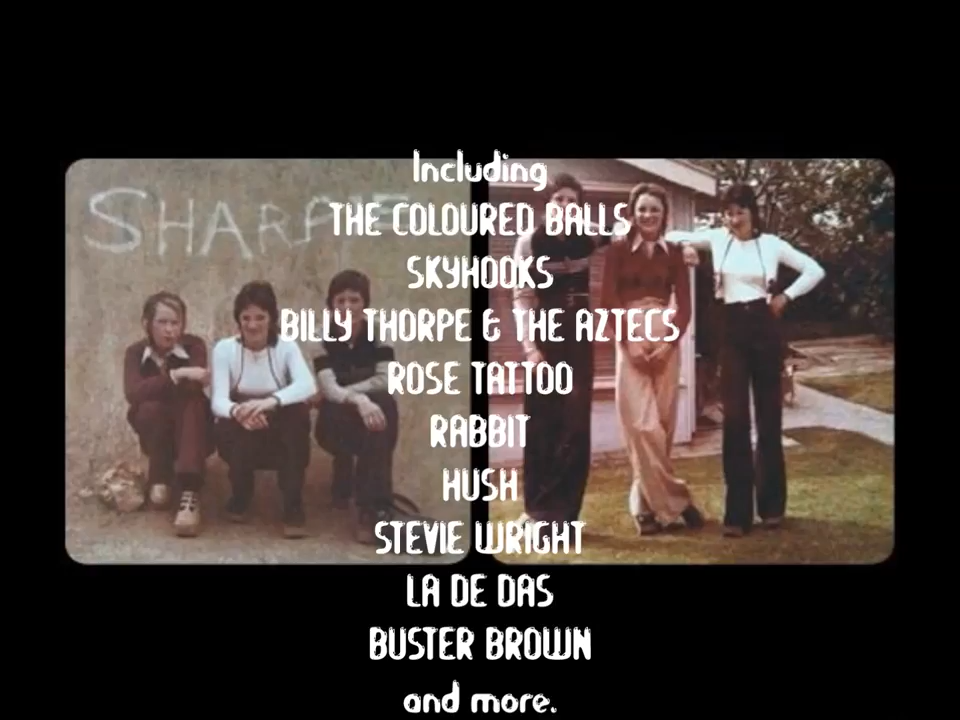 Including
SHARPIE
THE COLOURED BALLS
SKYHOOKS
BILLY THORPE & THE AZTECS
ROSE TATTOO
RABBIT
HUSH
STEVIE WRIGHT
LA DE DAS
BUSTER BROWN
and more.